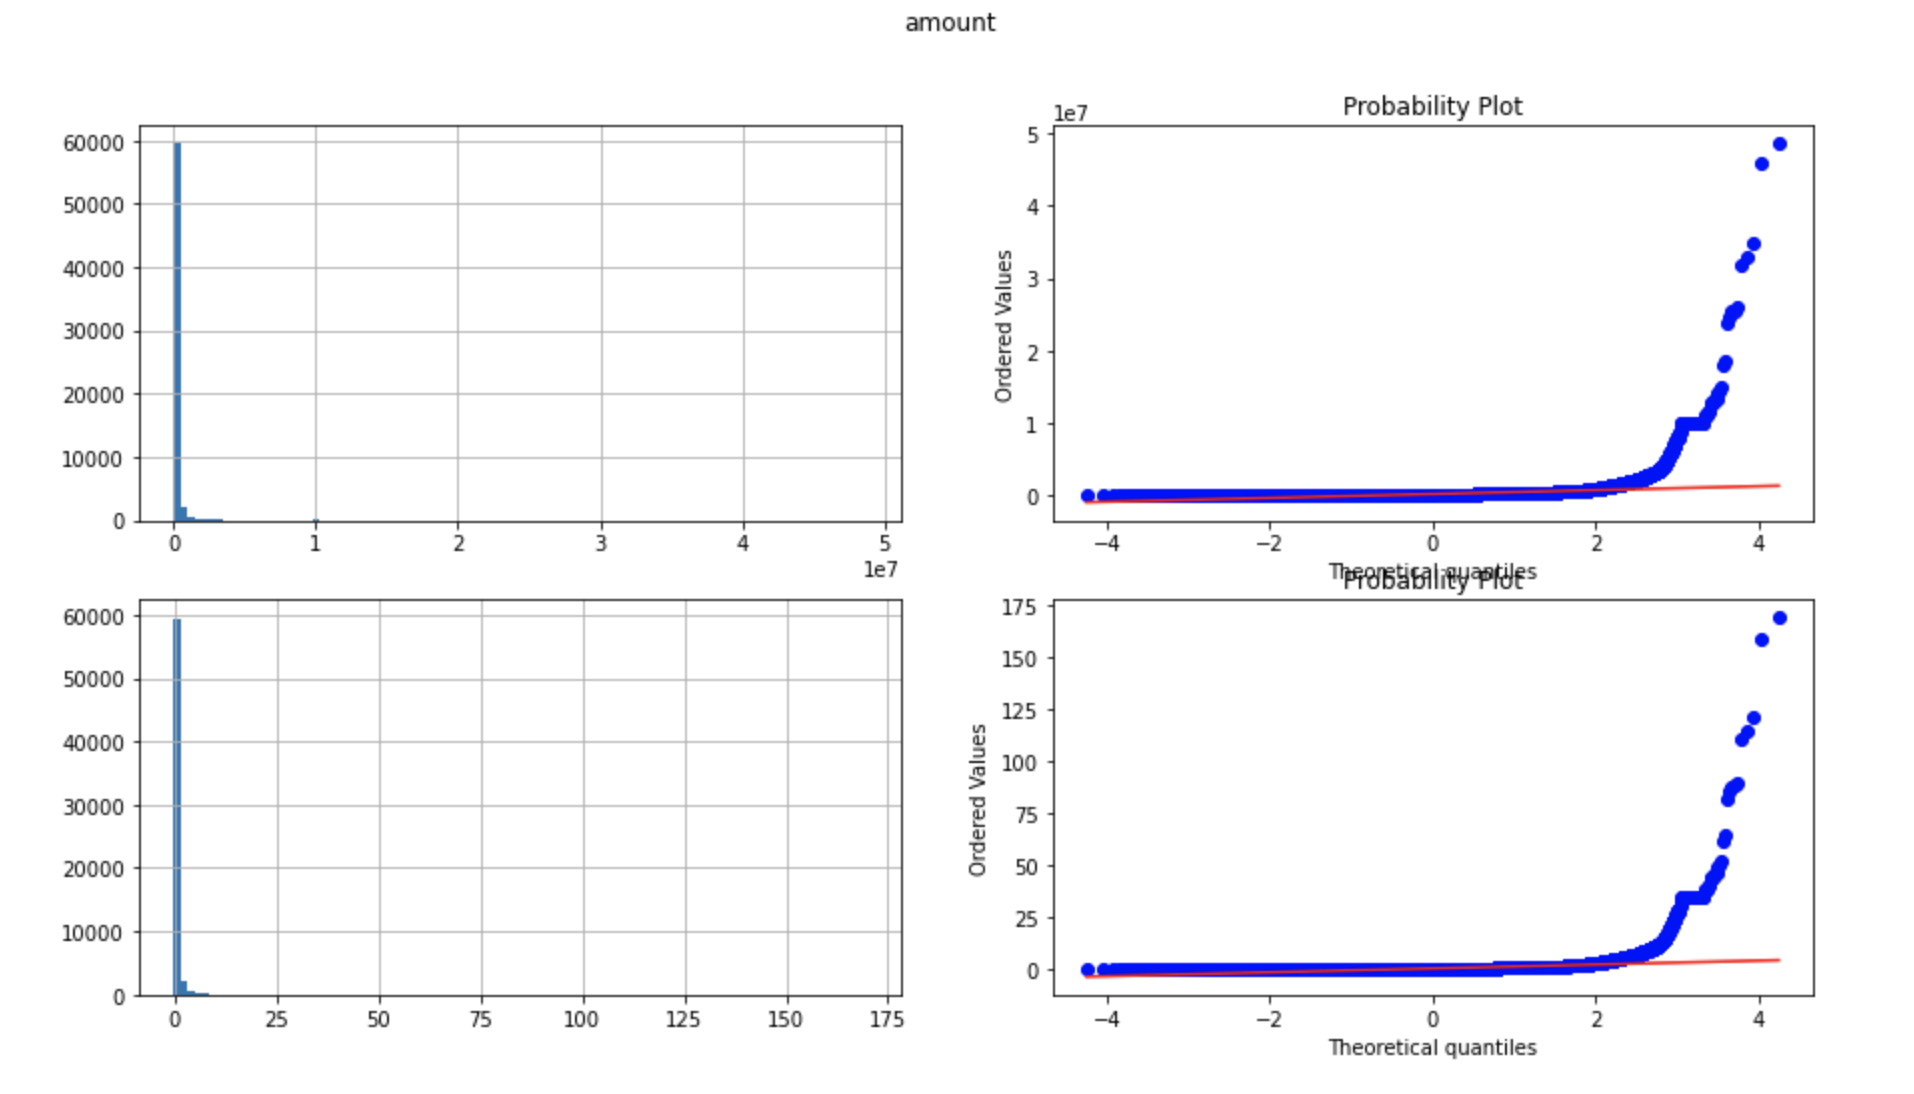 amount
60000
50000
40000
30000
20000
10000
0
0 1 2 3 4 5
1e7
Probability Plot
1e7
5
4
3
2
1
0
Ordered Values
−4 −2 0 2 4
Theoretical quantiles
60000
50000
40000
30000
20000
10000
0
0 25 50 75 100 125 150 175
Probability Plot
175
150
125
100
75
50
25
0
Ordered Values
−4 −2 0 2 4
Theoretical quantiles